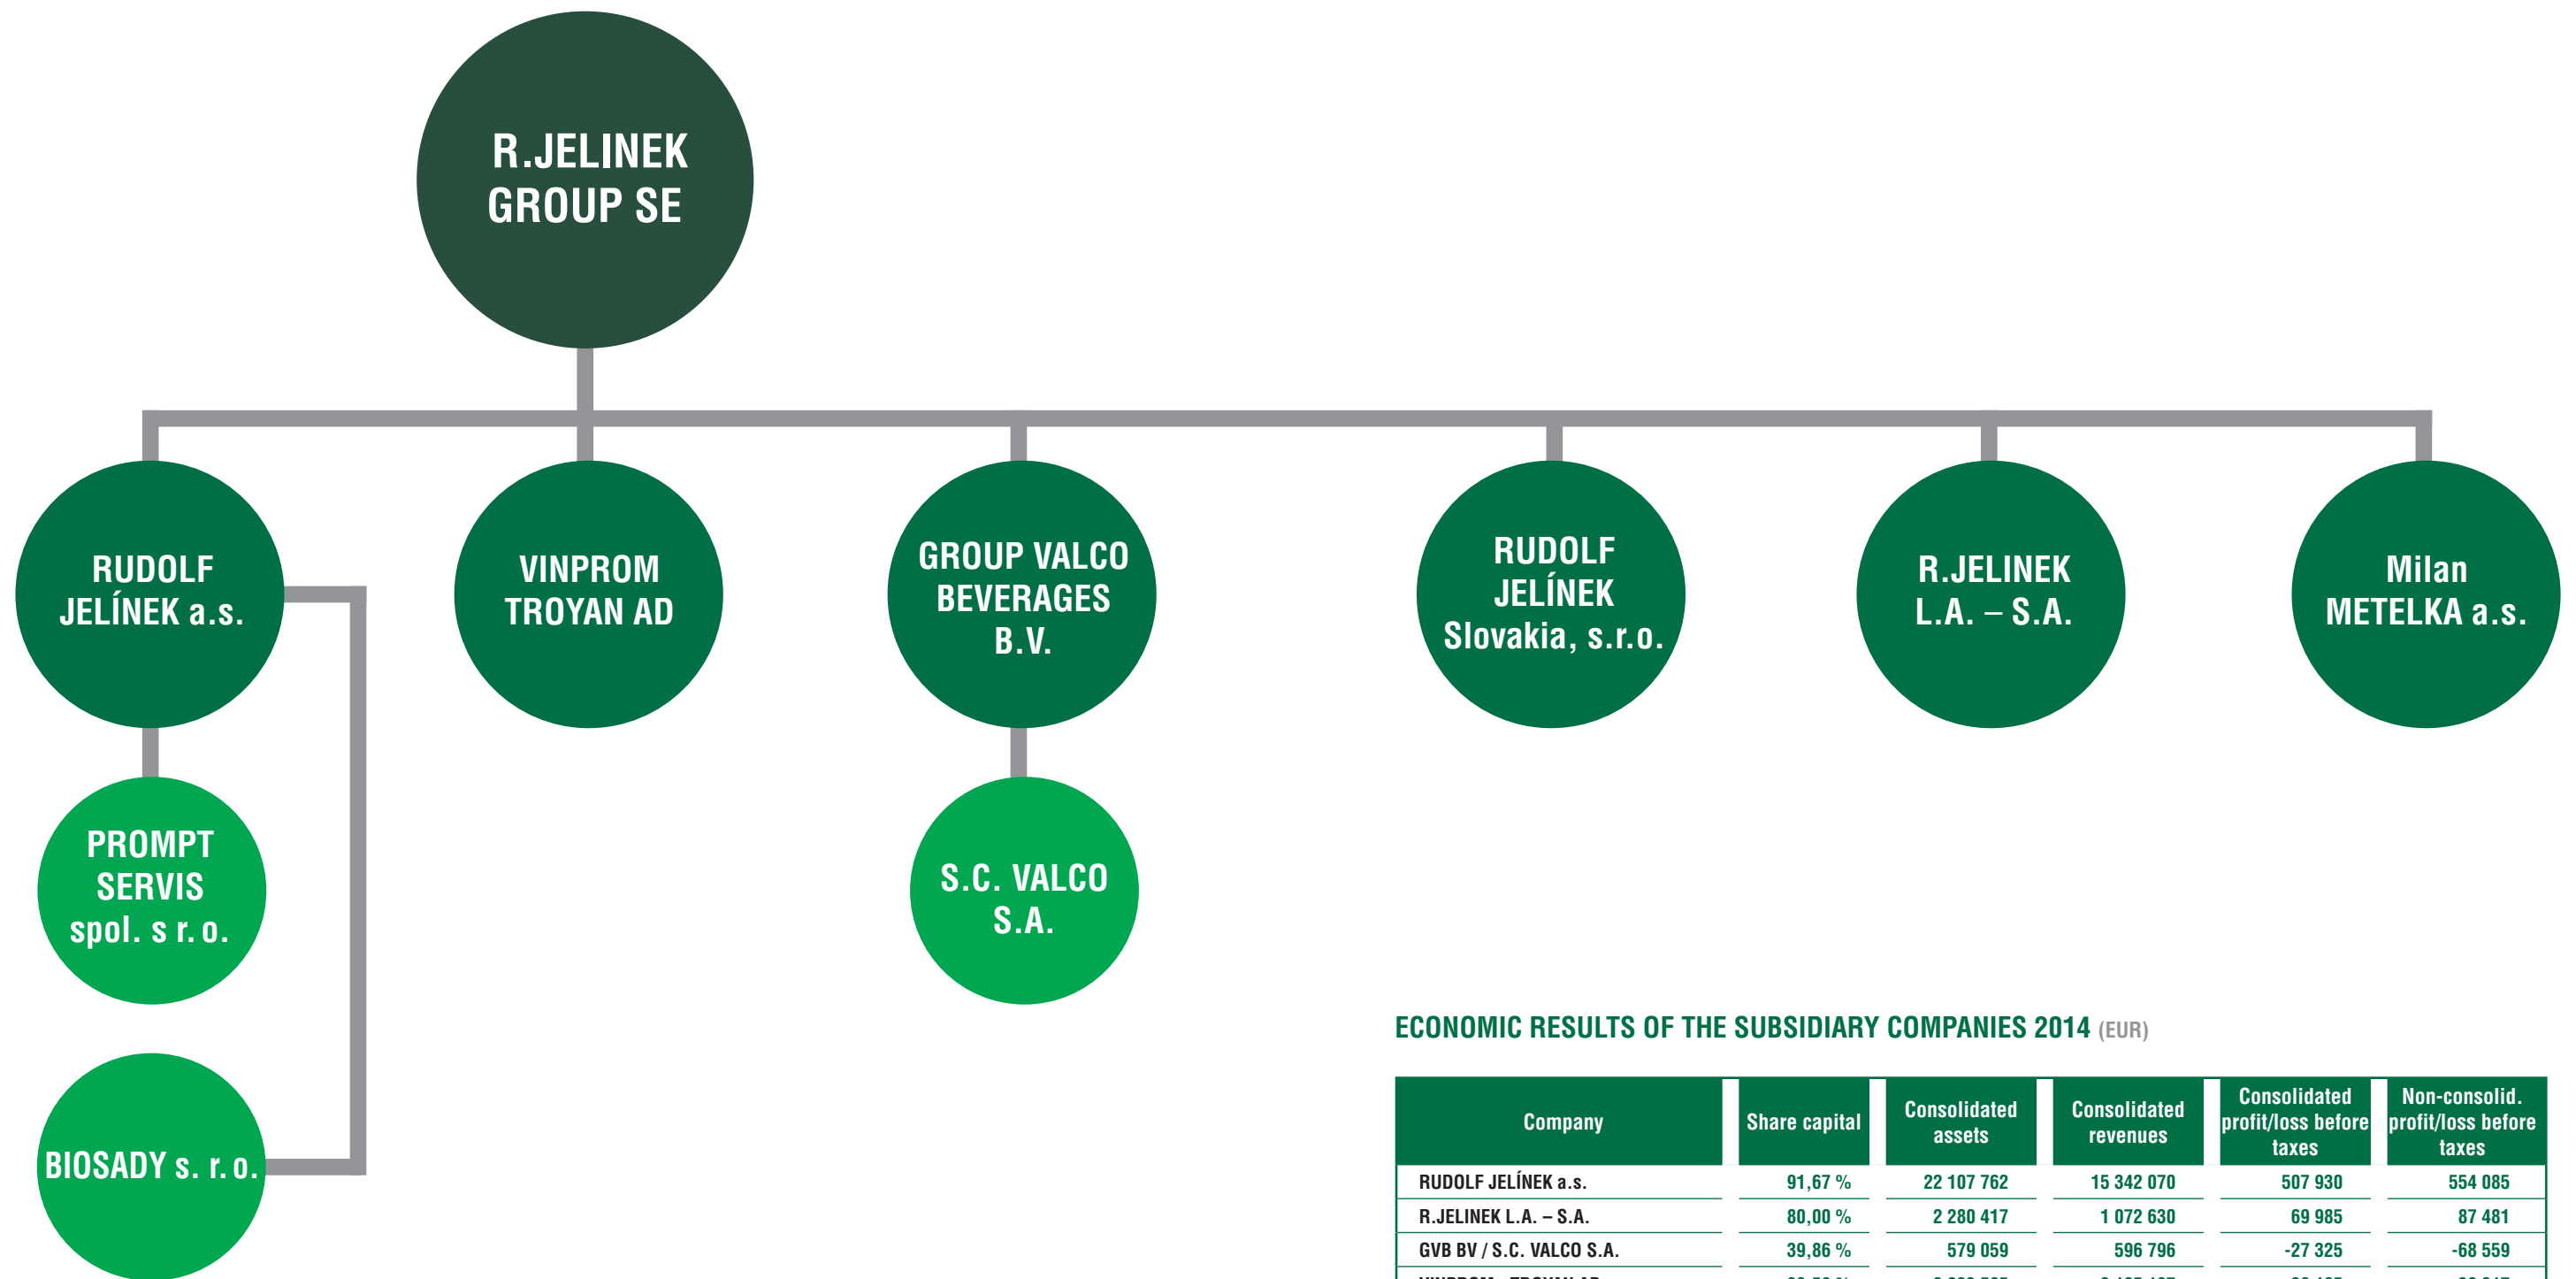 R.JELINEK
GROUP SE
RUDOLF
JELÍNEK a.s.
VINPROM
TROYAN AD
GROUP VALCO
BEVERAGES
B.V.
RUDOLF
JELÍNEK
Slovakia, s.r.o.
R.JELINEK
L.A. – S.A.
Milan
METELKA a.s.
PROMPT
SERVIS
spol. s r. o.
S.C. VALCO
S.A.
BIOSADY s. r. o.
ECONOMIC RESULTS OF THE SUBSIDIARY COMPANIES 2014 (EUR)
Company
Share capital
Consolidated
assets
Consolidated
revenues
Consolidated
profit/loss before
taxes
Non-consolid.
profit/loss before
taxes
RUDOLF JELÍNEK a.s. 91,67 % 22 107 762 15 342 070 507 930 554 085
R.JELINEK L.A. – S.A. 80,00 % 2 280 417 1 072 630 69 985 87 481
GVB BV / S.C. VALCO S.A. 39,86 % 579 059 596 796 -27 325 -68 559